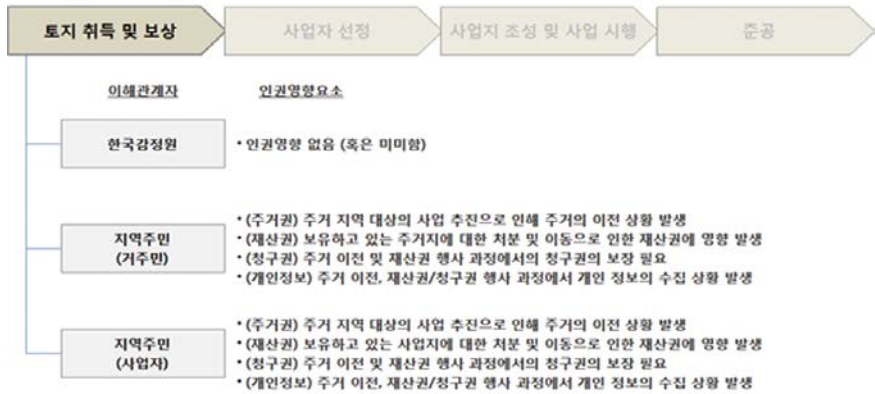 토지 취득 및 보상
사업자 선정
사업지 조성 및 사업 시행
준공
이해관계자
인권영향요소
한국감정원
• 인권영향 없음 (혹은 미미함)
지역주민
(거주민)
• (주거권) 주거 지역 대상의 사업 추진으로 인해 주거의 이전 상황 발생
• (재산권) 보유하고 있는 주거지에 대한 처분 및 이동으로 인한 재산권에 영향 발생
• (청구권) 주거 이전 및 재산권 행사 과정에서의 청구권의 보장 필요
• (개인정보) 주거 이전, 재산권/청구권 행사 과정에서 개인 정보의 수집 상황 발생
지역주민
(사업자)
• (주거권) 주거 지역 대상의 사업 추진으로 인해 주거의 이전 상황 발생
• (재산권) 보유하고 있는 사업지에 대한 처분 및 이동으로 인한 재산권에 영향 발생
• (청구권) 주거 이전 및 재산권 행사 과정에서의 청구권의 보장 필요
• (개인정보) 주거 이전, 재산권/청구권 행사 과정에서 개인 정보의 수집 상황 발생